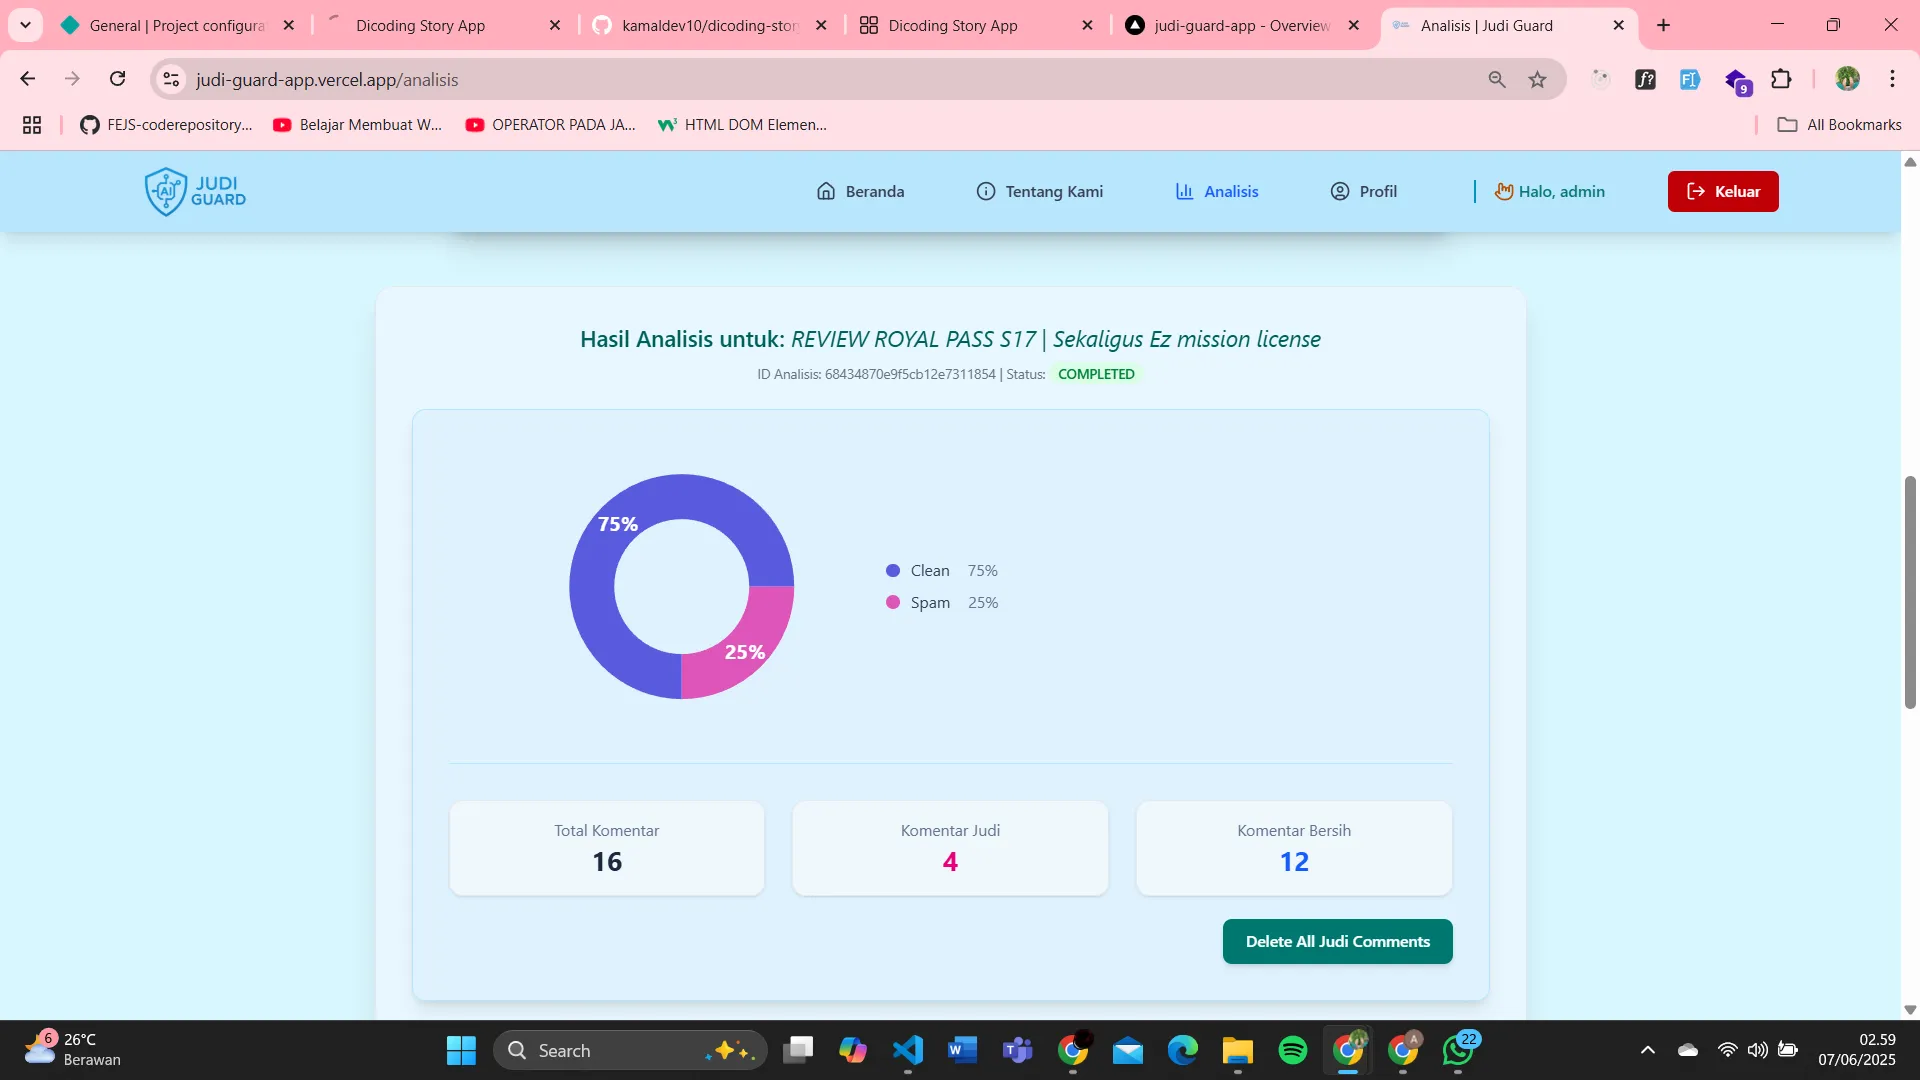 General | Project configura
Dicoding Story App
kamaldev10/dicoding-stor
Dicoding Story App
judi-guard-app - Overview
Analisis | Judi Guard
judi-guard-app.vercel.app/analisis
f?
9
FEJS-coderepository...
Belajar Membuat W...
OPERATOR PADA JA...
HTML DOM Elemen...
All Bookmarks
AI
JUDI
GUARD
Beranda
Tentang Kami
Analisis
Profil
Halo, admin
Keluar
Hasil Analisis untuk: REVIEW ROYAL PASS S17 | Sekaligus Ez mission license
ID Analisis: 68434870e9f5cb12e7311854 | Status: COMPLETED
75%
25%
Clean 75%
Spam 25%
Total Komentar
16
Komentar Judi
4
Komentar Bersih
12
Delete All Judi Comments
6
26°C
Berawan
Search
22
02.59
07/06/2025